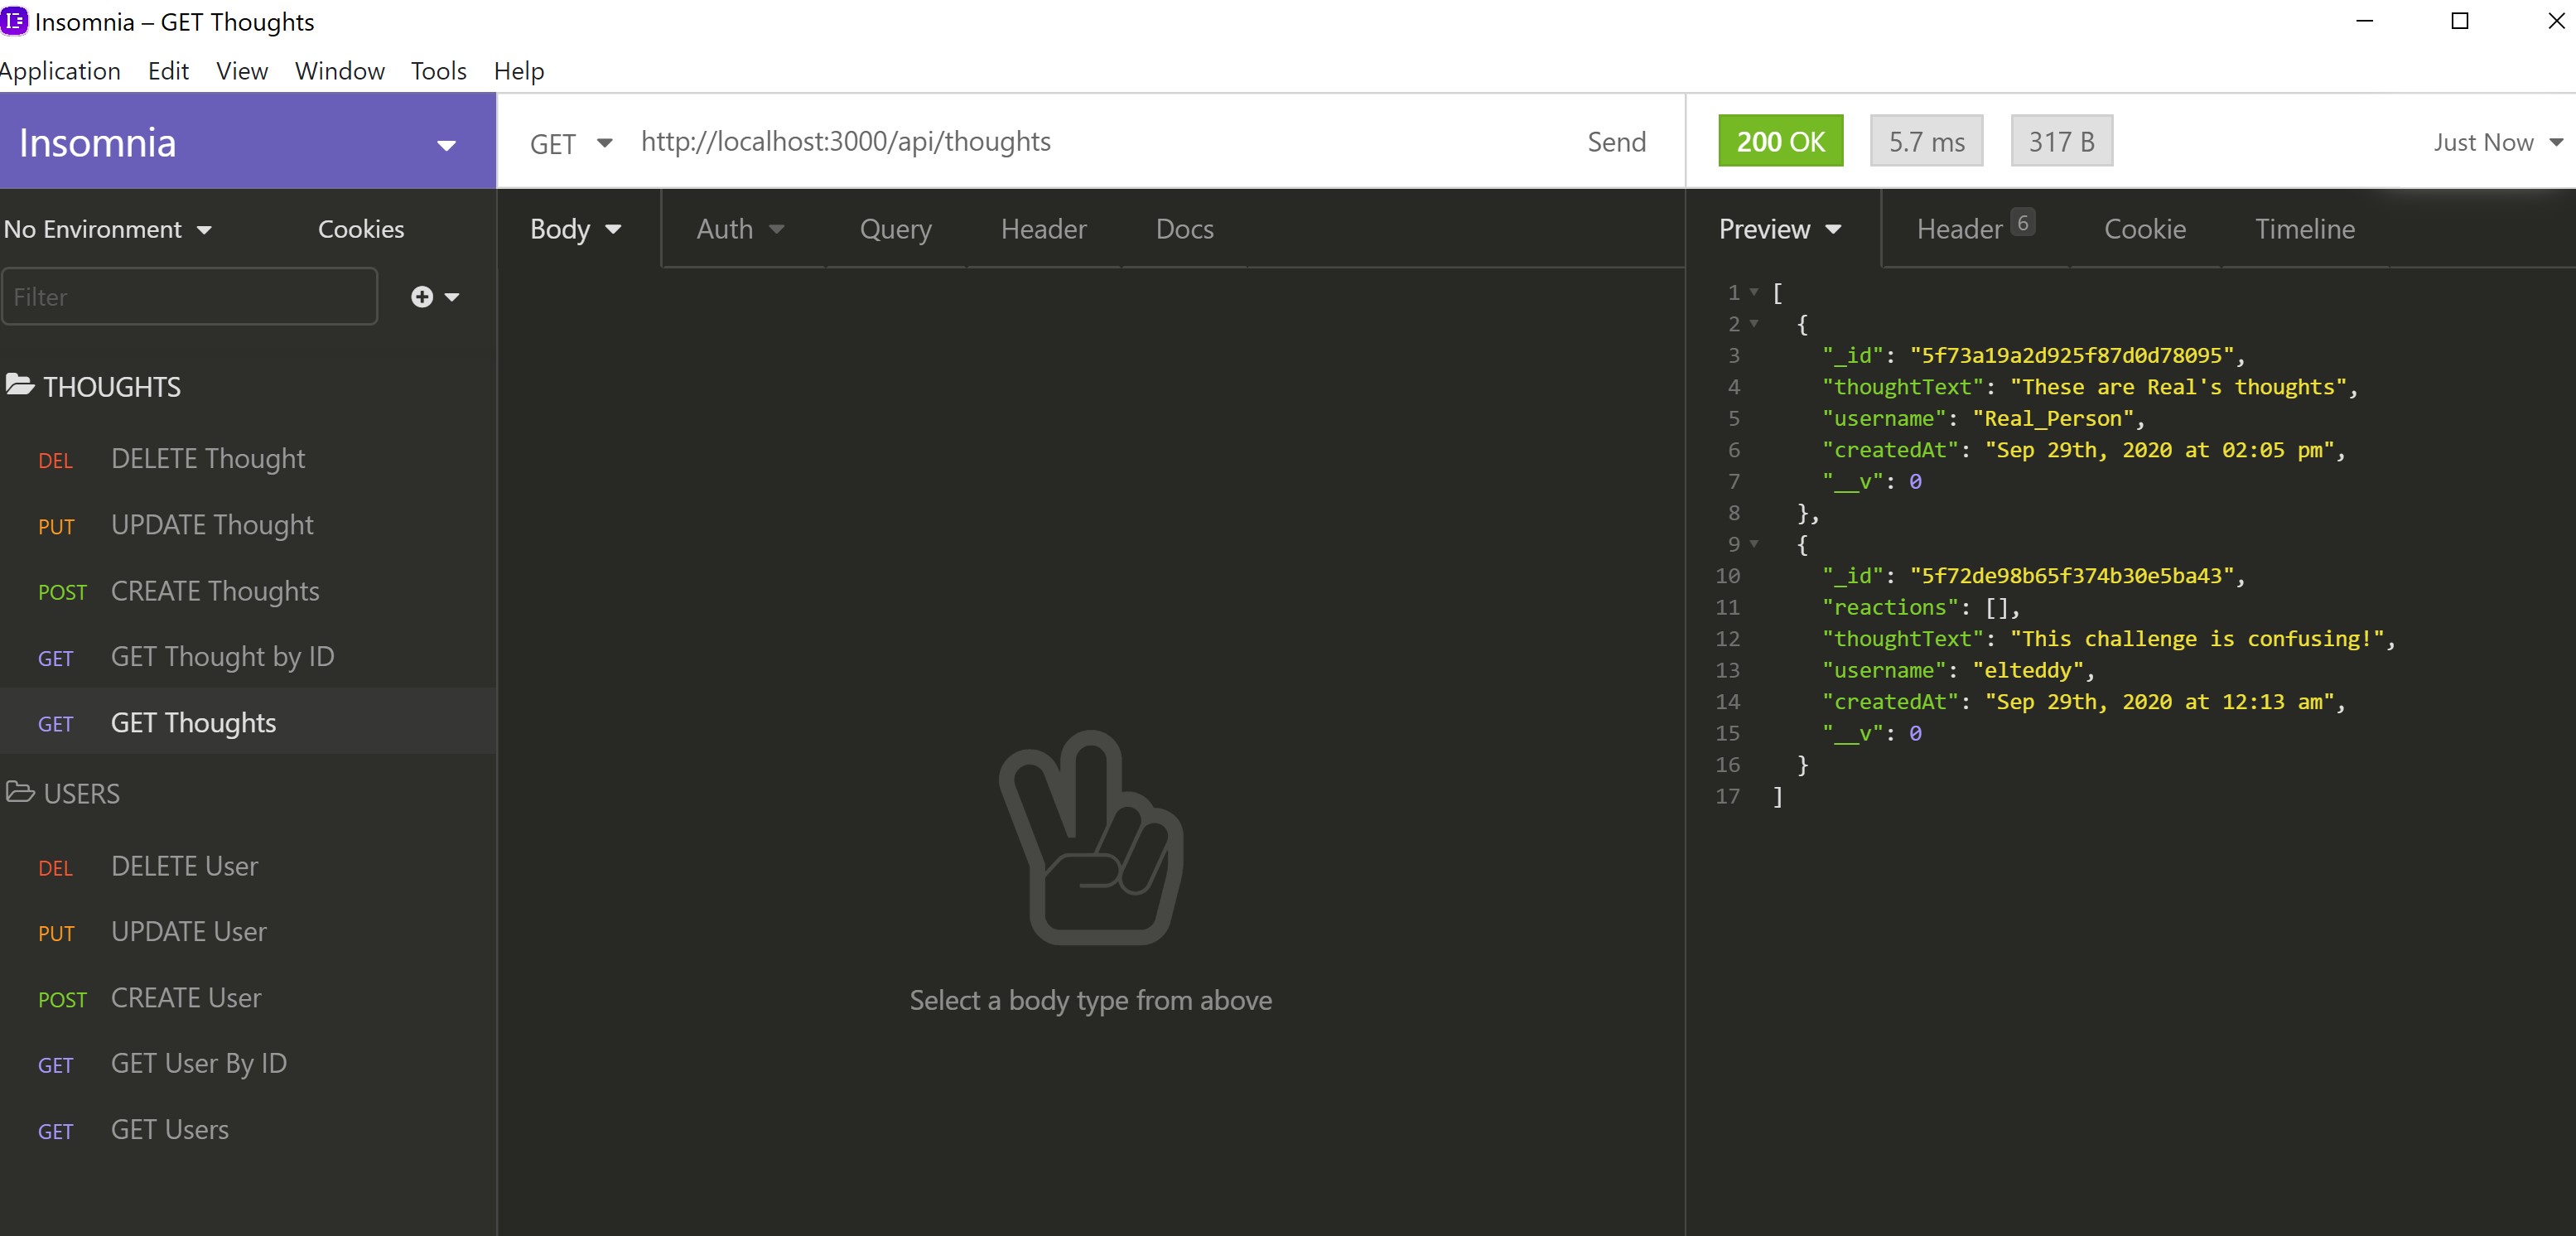 Insomnia – GET Thoughts
Application Edit View Window Tools Help
Insomnia
GET http://localhost:3000/api/thoughts Send
200 OK 5.7 ms 317 B Just Now
No Environment Cookies
Body Auth Query Header Docs
Preview Header 6 Cookie Timeline
Filter
THOUGHTS
DEL DELETE Thought
PUT UPDATE Thought
POST CREATE Thoughts
GET GET Thought by ID
GET GET Thoughts
USERS
DEL DELETE User
PUT UPDATE User
POST CREATE User
GET GET User By ID
GET GET Users
Select a body type from above
1 [
2 {
3 "_id": "5f73a19a2d925f87d0d78095",
4 "thoughtText": "These are Real's thoughts",
5 "username": "Real_Person",
6 "createdAt": "Sep 29th, 2020 at 02:05 pm",
7 "__v": 0
8 },
9 {
10 "_id": "5f72de98b65f374b30e5ba43",
11 "reactions": [],
12 "thoughtText": "This challenge is confusing!",
13 "username": "elteddy",
14 "createdAt": "Sep 29th, 2020 at 12:13 am",
15 "__v": 0
16 }
17 ]